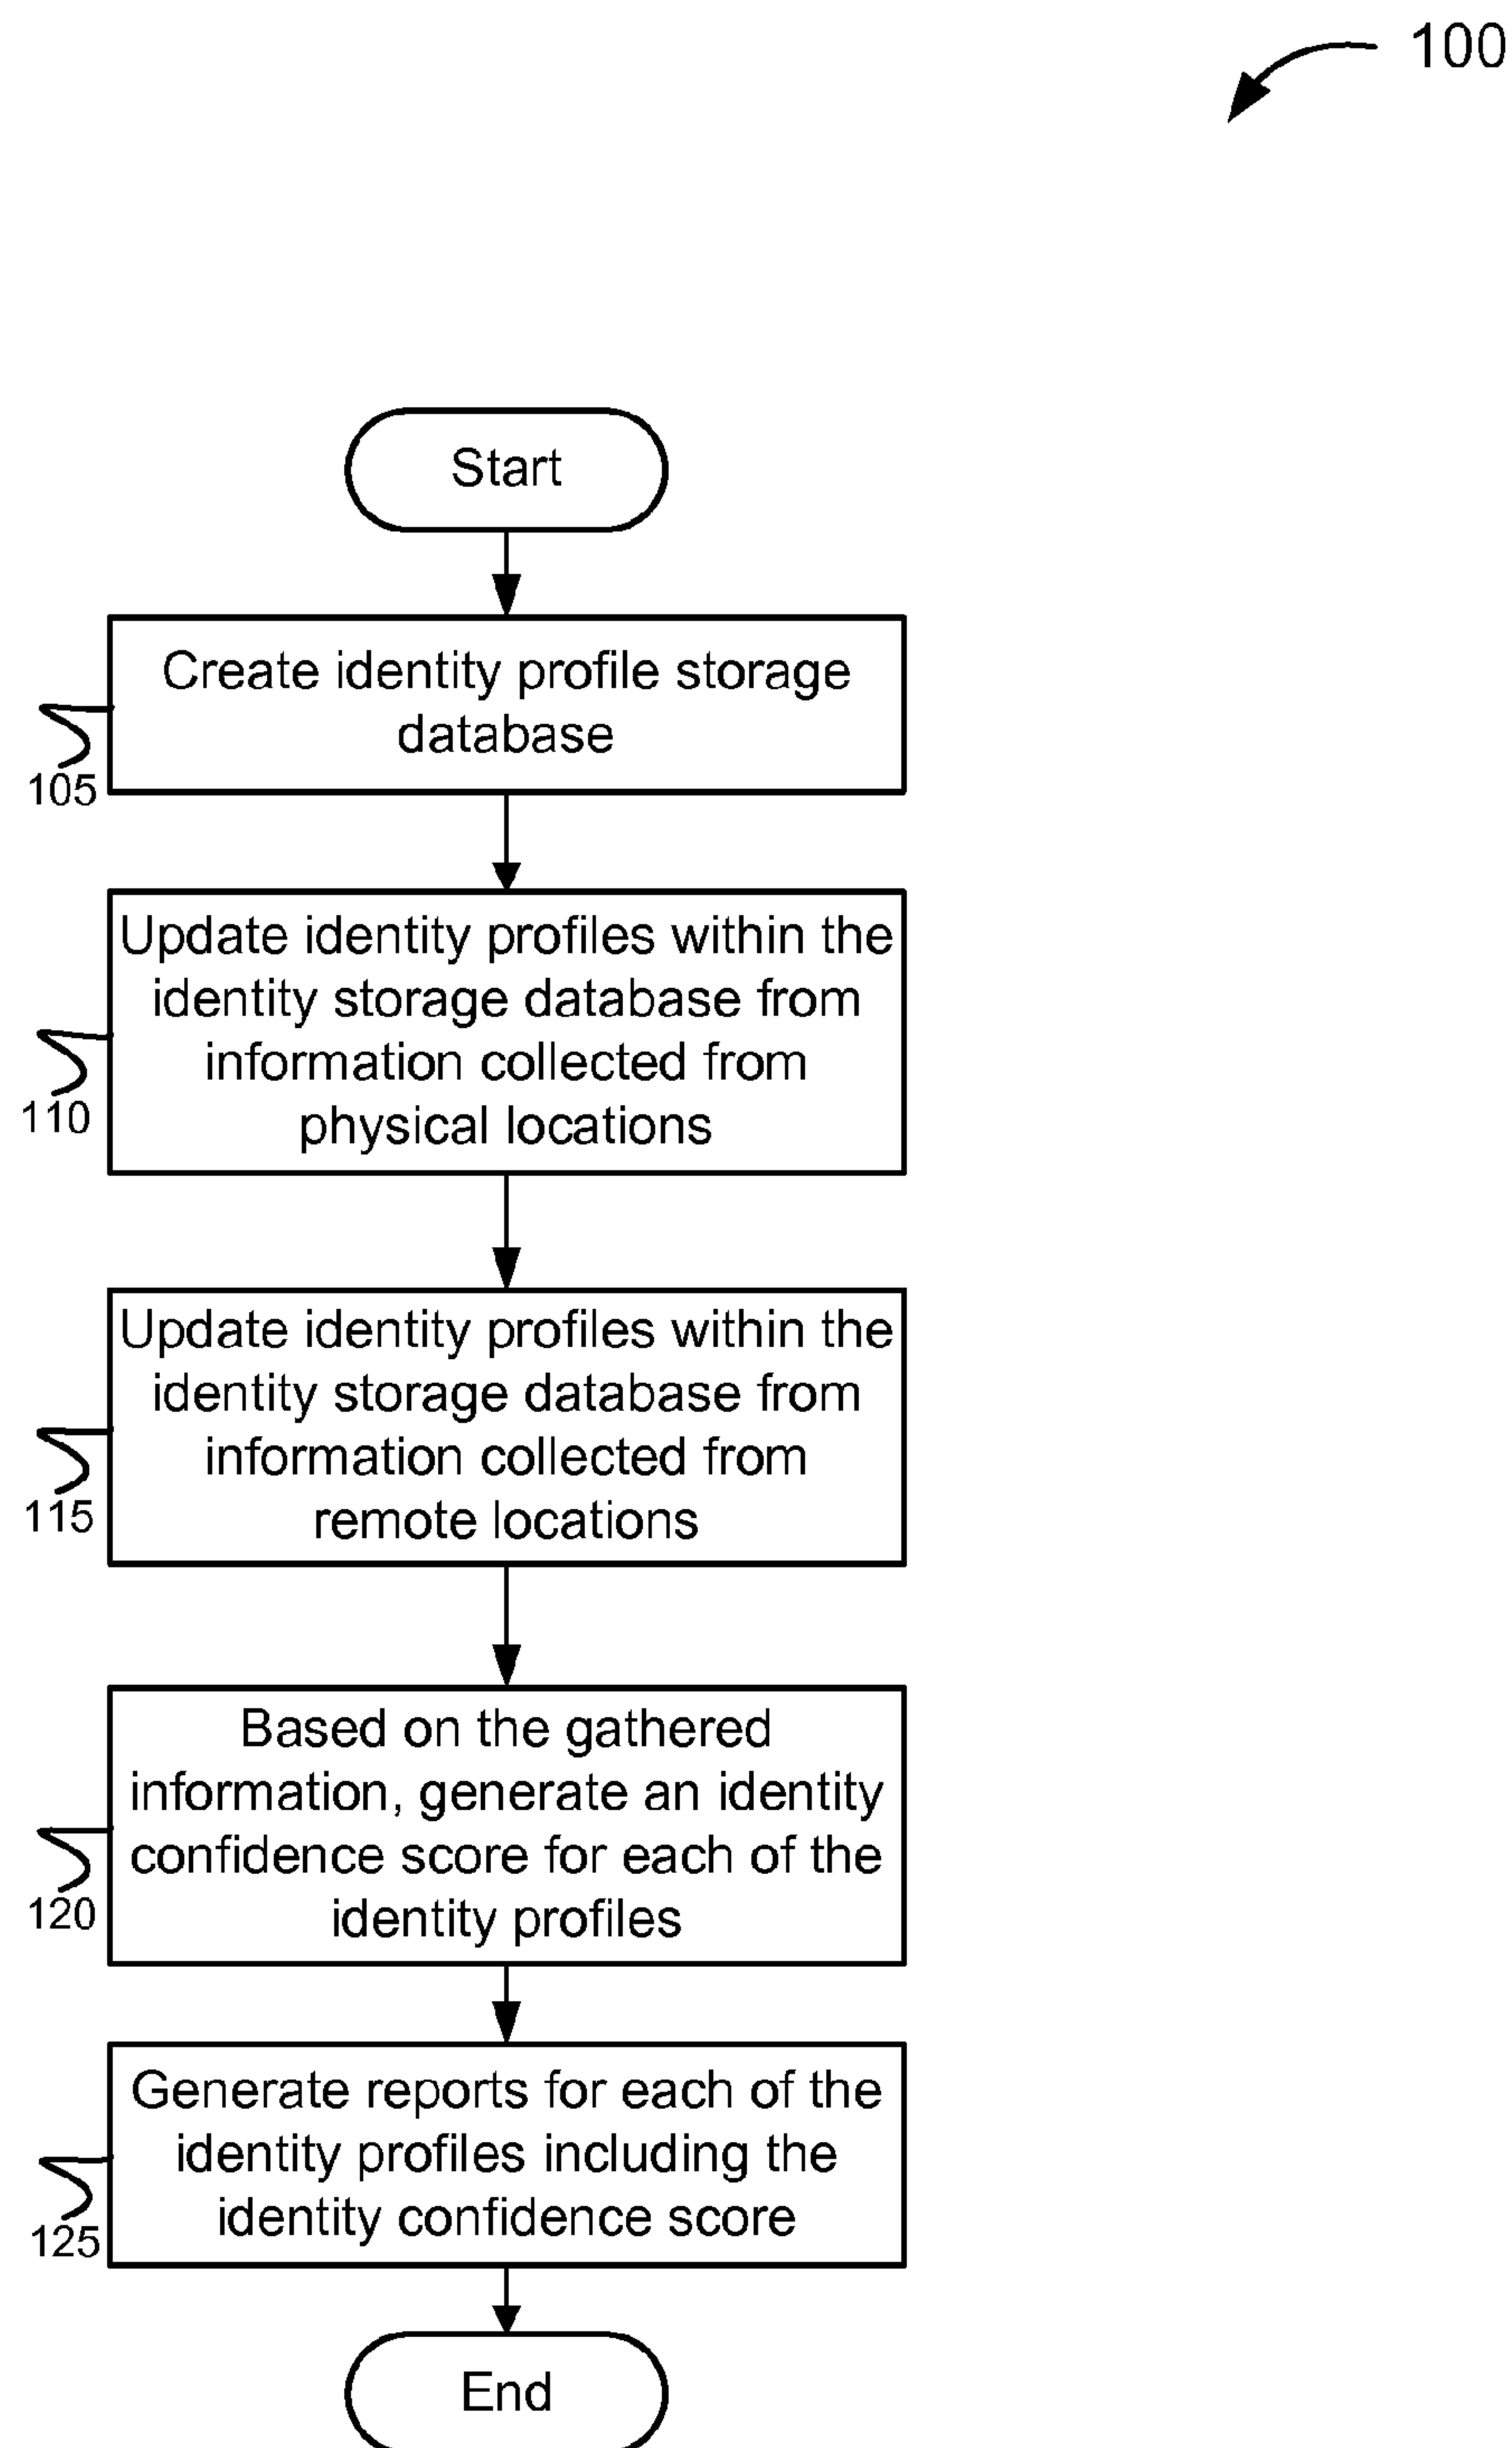 100
Start
Create identity profile storage
database
105
Update identity profiles within the
identity storage database from
information collected from
physical locations
110
Update identity profiles within the
identity storage database from
information collected from
remote locations
115
Based on the gathered
information, generate an identity
confidence score for each of the
identity profiles
120
Generate reports for each of the
identity profiles including the
identity confidence score
125
End